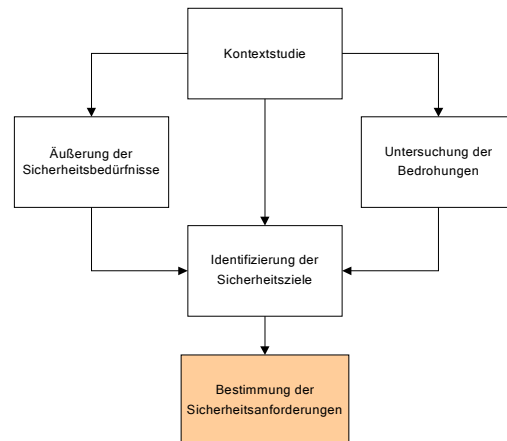 Kontextstudie
Äußerung der
Sicherheitsbedürfnisse
Untersuchung der
Bedrohungen
Identifizierung der
Sicherheitsziele
Bestimmung der
Sicherheitsanforderungen